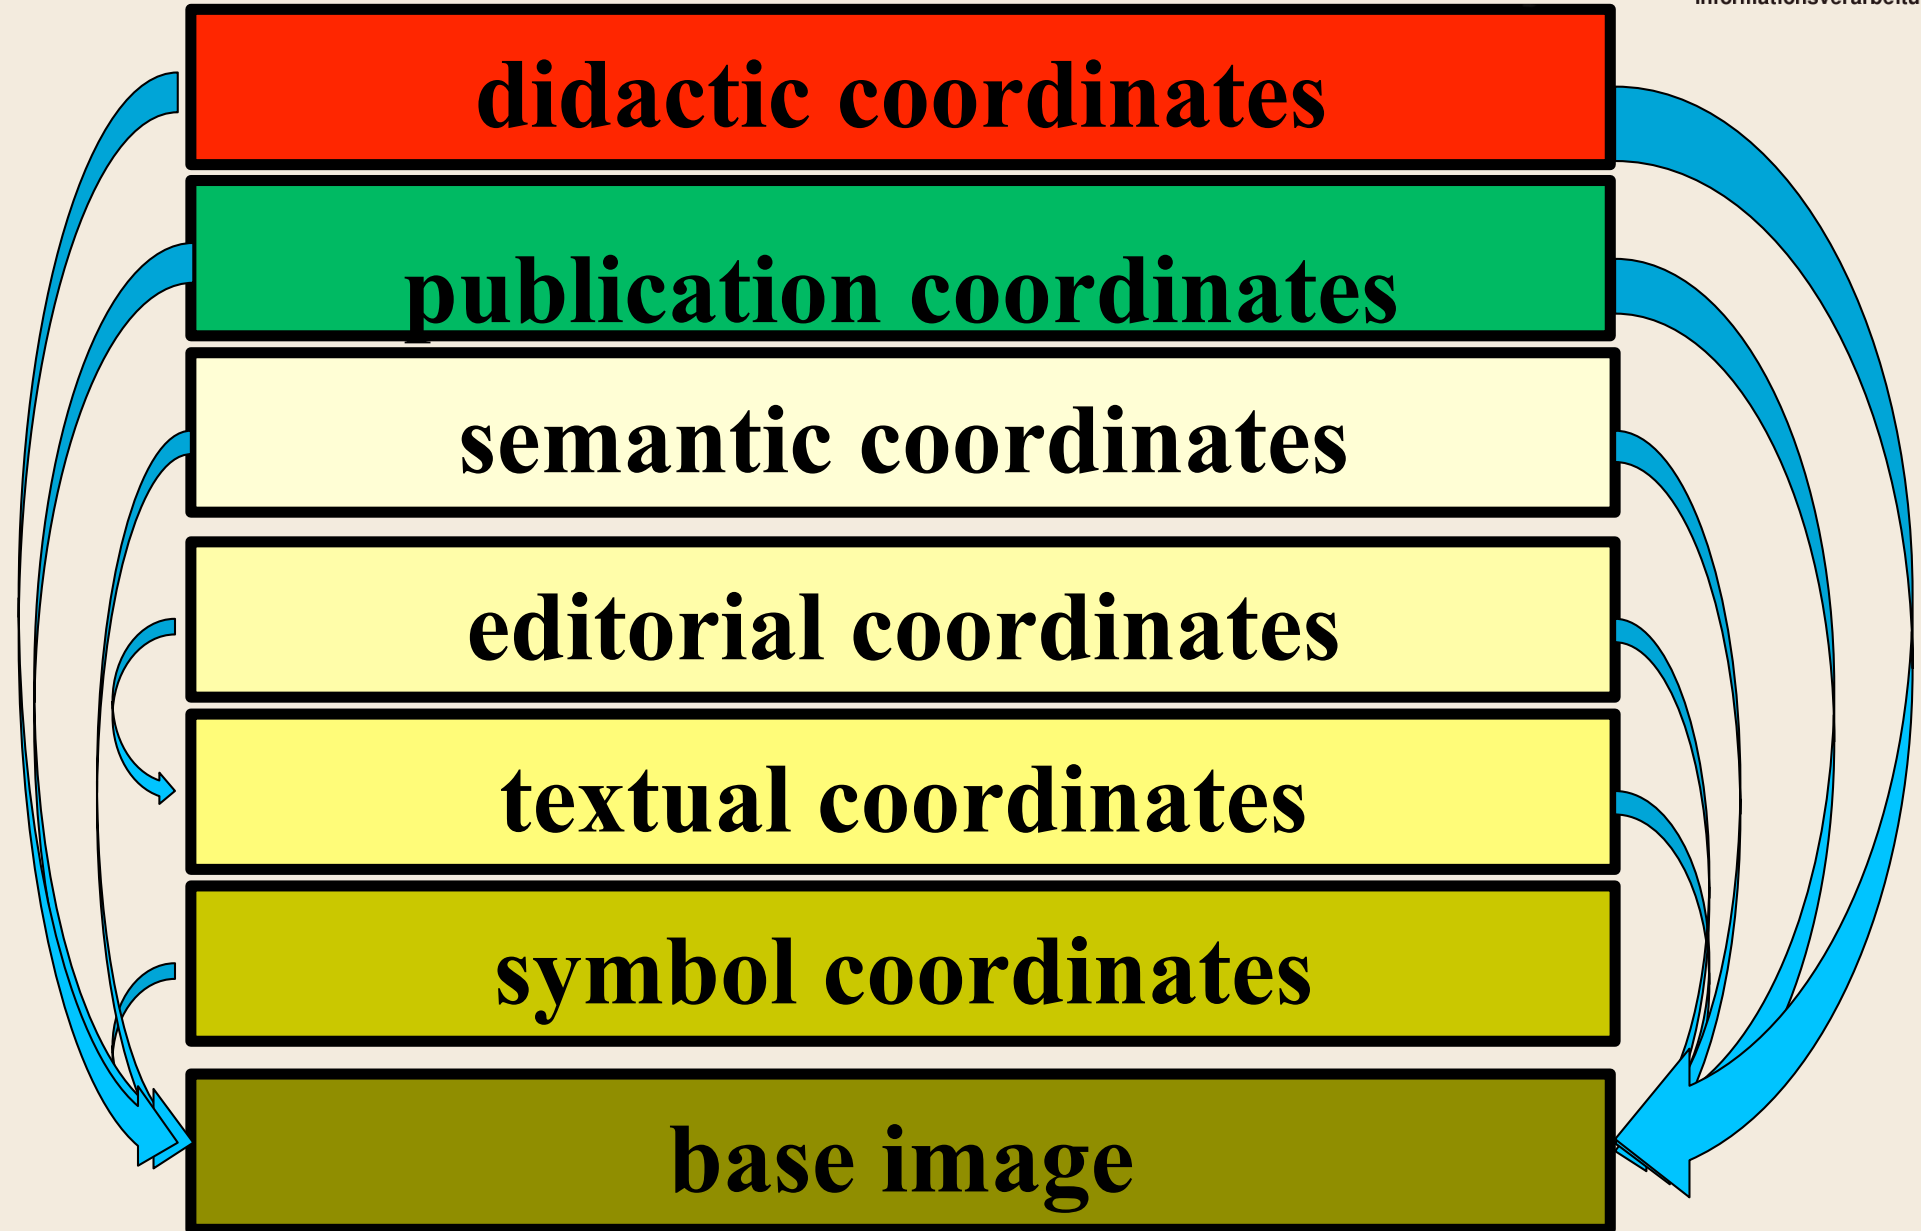 didactic coordinates
publication coordinates
semantic coordinates
editorial coordinates
textual coordinates
symbol coordinates
base image